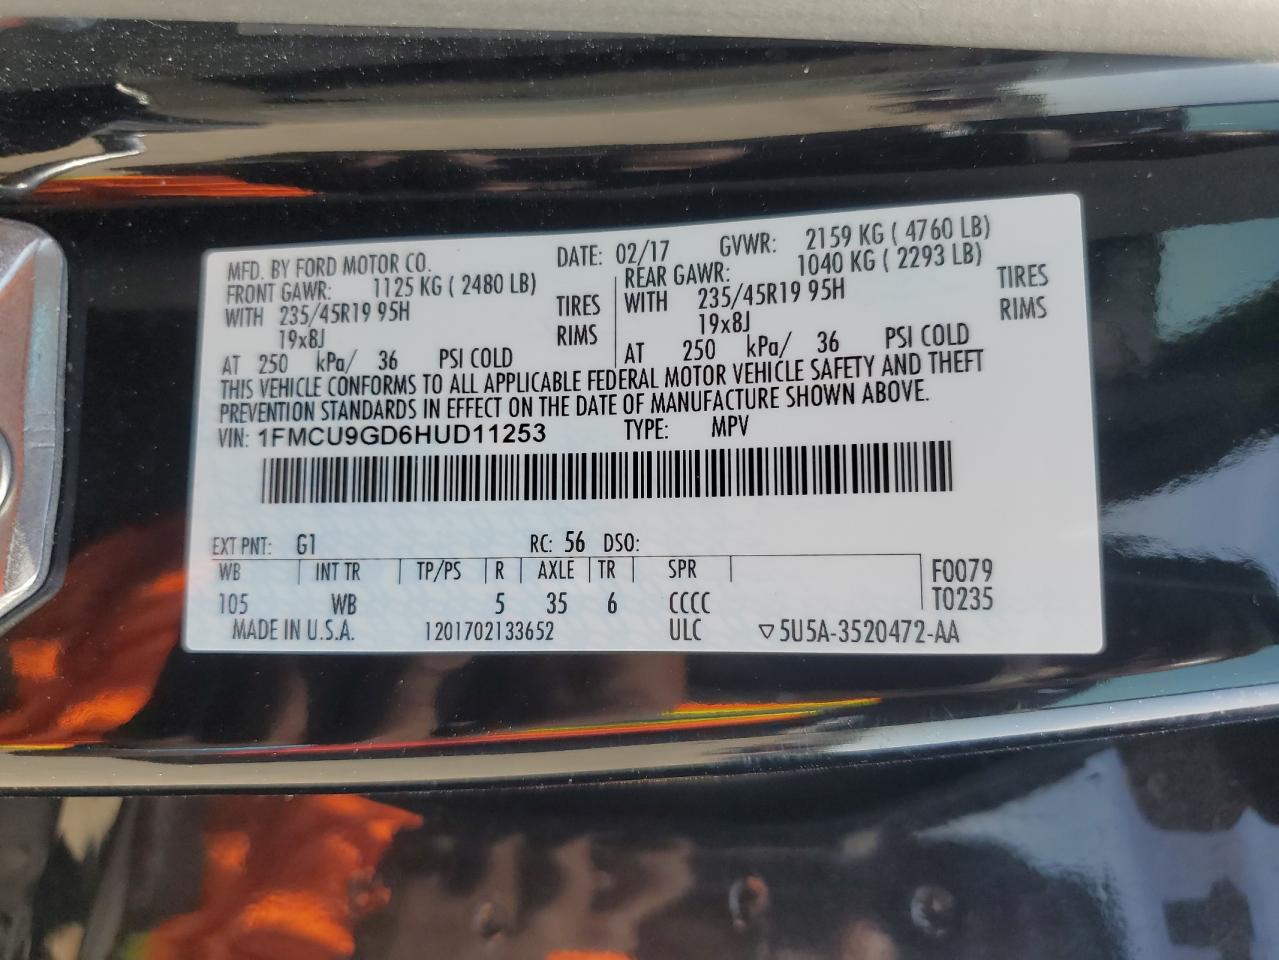 MFD. BY FORD MOTOR CO. DATE: 02/17 GVWR: 2159 KG ( 4760 LB)
FRONT GAWR: 1125 KG ( 2480 LB) REAR GAWR: 1040 KG ( 2293 LB)
WITH 235/45R19 95H TIRES WITH 235/45R19 95H TIRES
19x8J RIMS 19x8J RIMS
AT 250 kPa/ 36 PSI COLD AT 250 kPa/ 36 PSI COLD
THIS VEHICLE CONFORMS TO ALL APPLICABLE FEDERAL MOTOR VEHICLE SAFETY AND THEFT
PREVENTION STANDARDS IN EFFECT ON THE DATE OF MANUFACTURE SHOWN ABOVE.
VIN: 1FMCU9GD6HUD11253 TYPE: MPV
EXT PNT: G1 RC: 56 DSO:
WB INT TR TP/PS R AXLE TR SPR F0079
105 WB 5 35 6 CCCC T0235
MADE IN U.S.A. 1201702133652 ULC ▽5U5A-3520472-AA